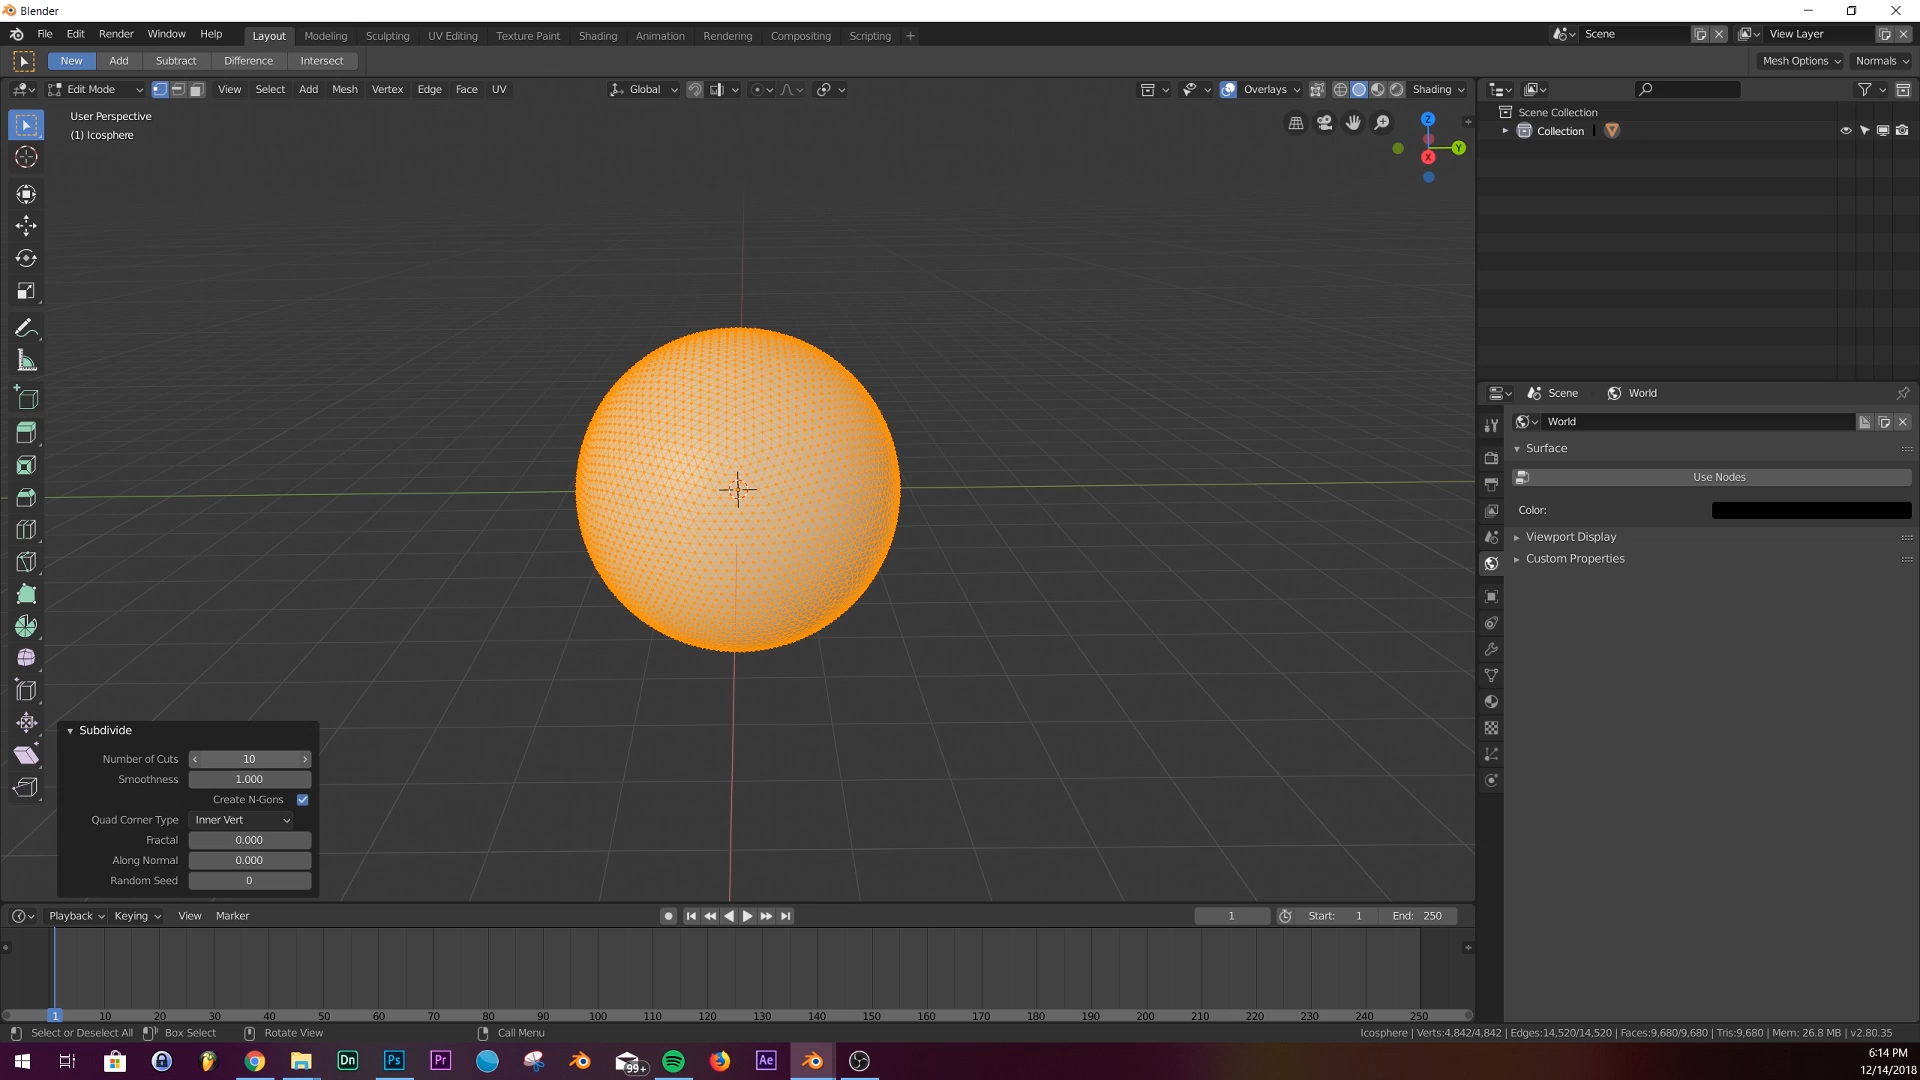 Blender
File Edit Render Window Help Layout Modeling Sculpting UV Editing Texture Paint Shading Animation Rendering Compositing Scripting + Scene View Layer
New Add Subtract Difference Intersect Mesh Options Normals
Edit Mode View Select Add Mesh Vertex Edge Face UV Global Overlays Shading
User Perspective
(1) Icosphere
Z
Y
X
Scene Collection
Collection
Scene World
World
Surface
Use Nodes
Color:
Viewport Display
Custom Properties
Subdivide
Number of Cuts 10
Smoothness 1.000
Create N-Gons
Quad Corner Type Inner Vert
Fractal 0.000
Along Normal 0.000
Random Seed 0
Playback Keying View Marker 1 Start: 1 End: 250
1 10 20 30 40 50 60 70 80 90 100 110 120 130 140 150 160 170 180 190 200 210 220 230 240 250
Select or Deselect All Box Select Rotate View Call Menu Icosphere | Verts:4,842/4,842 | Edges:14,520/14,520 | Faces:9,680/9,680 | Tris:9,680 | Mem: 26.8 MB | v2.80.35
Dn Ps Pr 99+ Ae
6:14 PM
12/14/2018